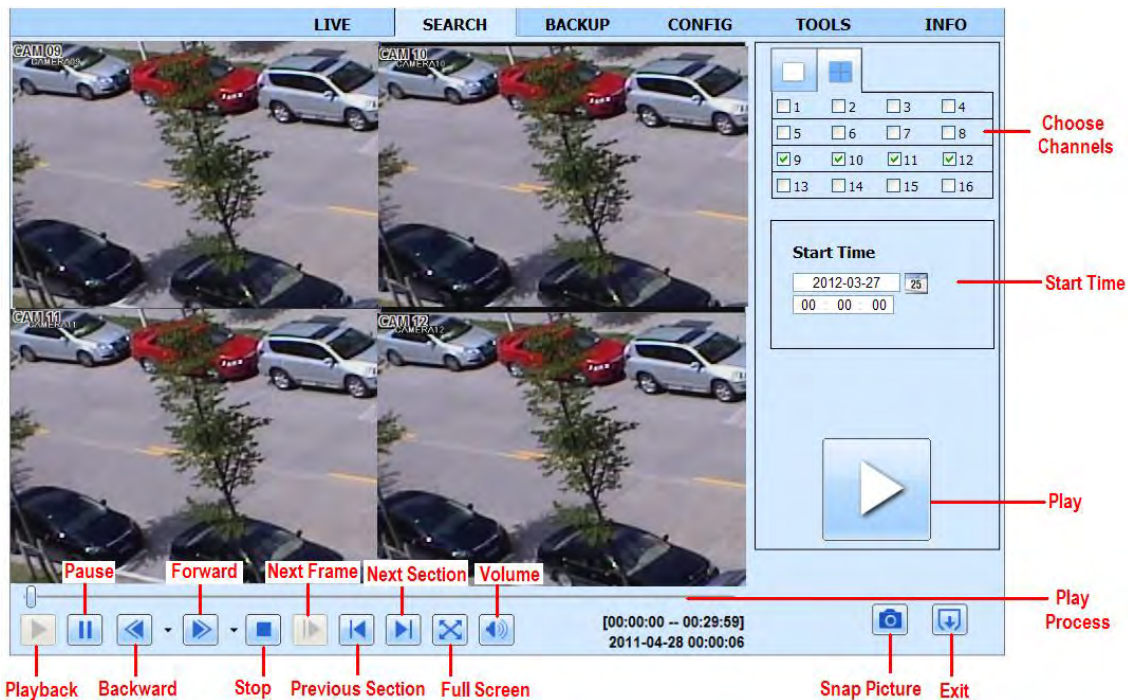 LIVE SEARCH BACKUP CONFIG TOOLS INFO
CAM 09
CAMERA09
CAM 10
CAMERA10
1 2 3 4
5 6 7 8
9 10 11 12
13 14 15 16
Choose
Channels
Start Time
2012-03-27 25
00 : 00 : 00
Start Time
CAM 11
CAMERA11
CAM 12
CAMERA12
Play
Pause Forward Next Frame Next Section Volume
Play
Process
[00:00:00 -- 00:29:59]
2011-04-28 00:00:06
Playback Backward Stop Previous Section Full Screen Snap Picture Exit